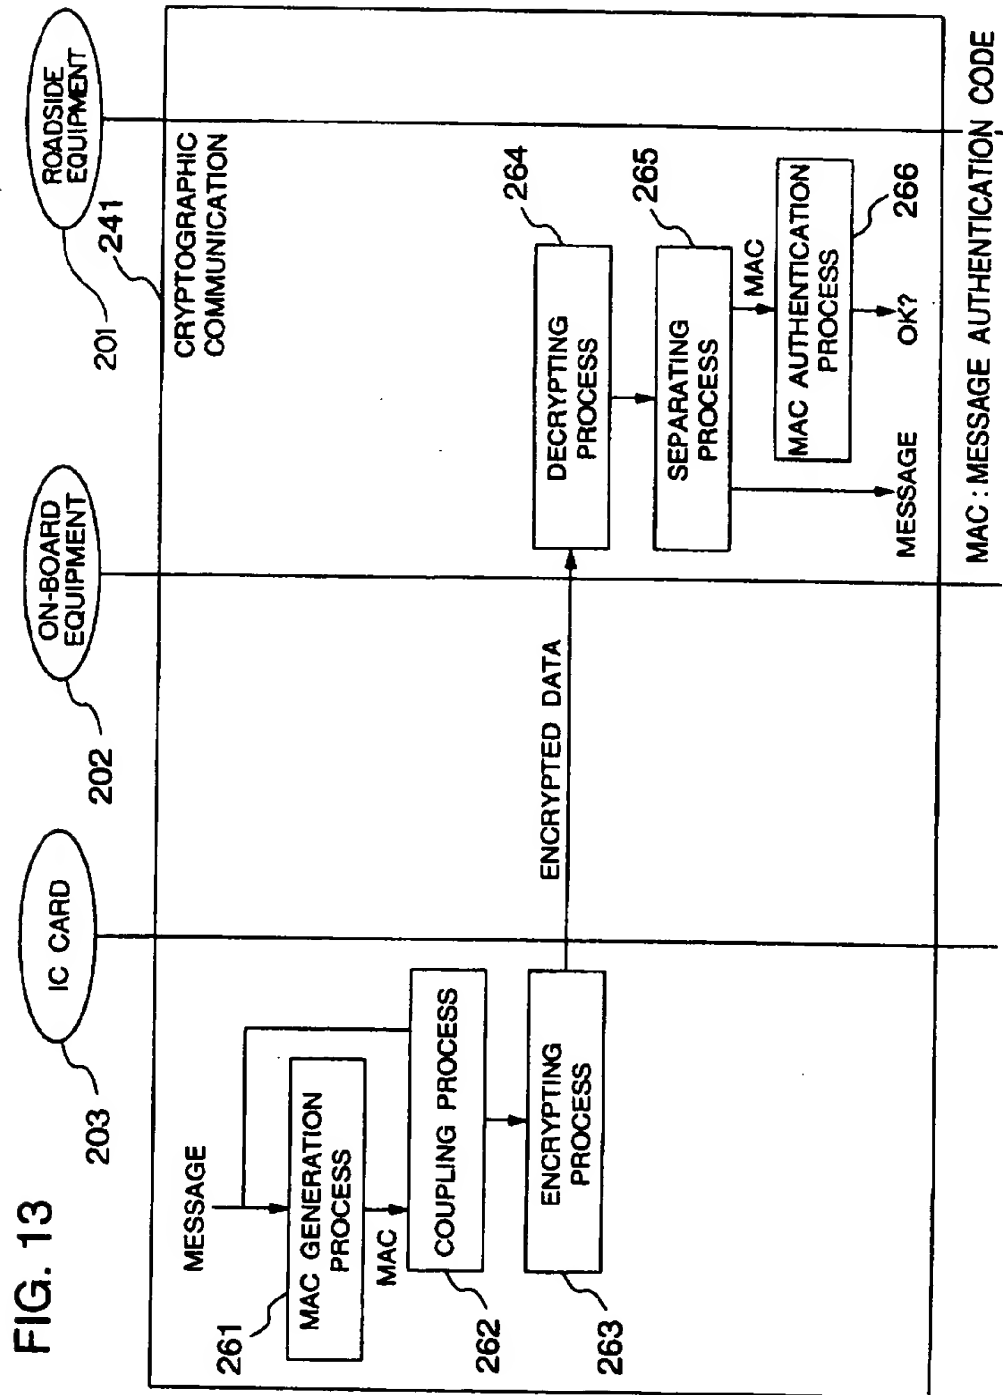 FIG. 13
IC CARD
203
ON-BOARD
EQUIPMENT
202
ROADSIDE
EQUIPMENT
201
241
CRYPTOGRAPHIC
COMMUNICATION
MESSAGE
261
MAC GENERATION
PROCESS
MAC
262
COUPLING PROCESS
263
ENCRYPTING
PROCESS
ENCRYPTED DATA
DECRYPTING
PROCESS
264
SEPARATING
PROCESS
265
MAC
MAC AUTHENTICATION
PROCESS
266
MESSAGE
OK?
MAC : MESSAGE AUTHENTICATION CODE